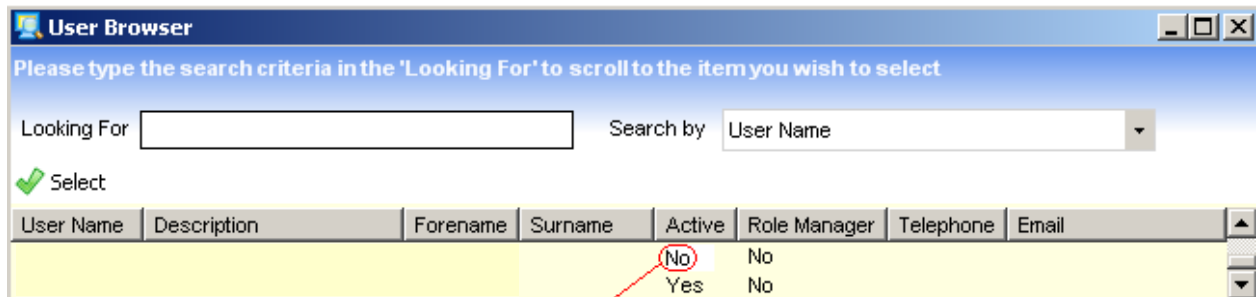 User Browser
Please type the search criteria in the 'Looking For' to scroll to the item you wish to select
Looking For Search by User Name
Select
User Name Description Forename Surname Active Role Manager Telephone Email
No No
Yes No